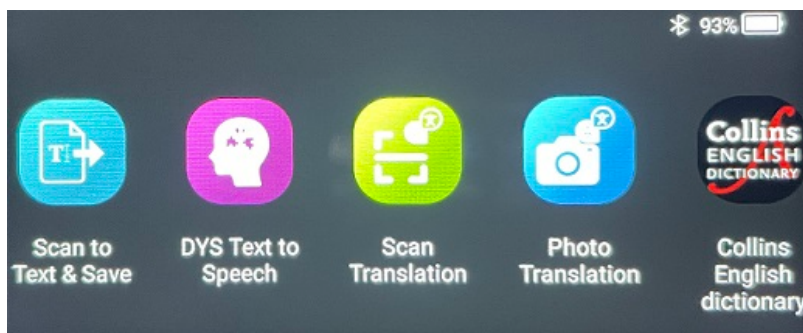 93%
T
Collins
ENGLISH
DICTIONARY
Scan to
Text & Save
DYS Text to
Speech
Scan
Translation
Photo
Translation
Collins
English
dictionary